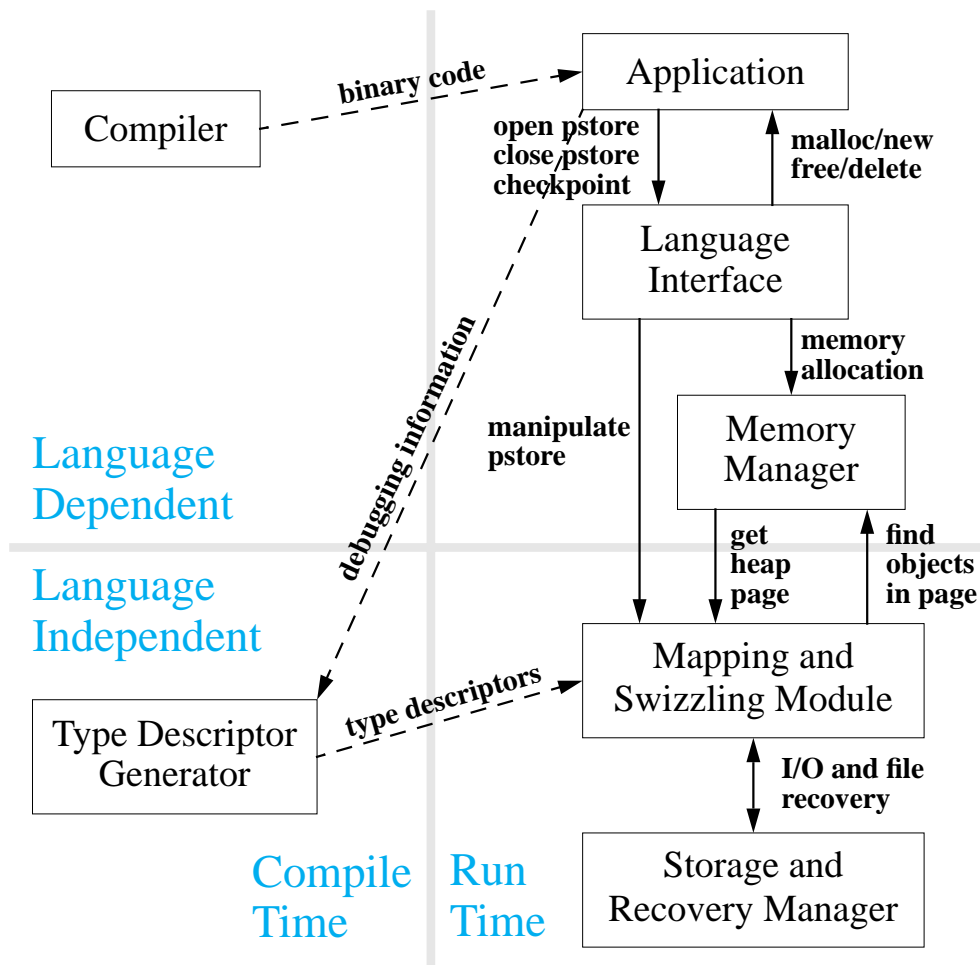 Application
binary code
Compiler
open pstore
close pstore
checkpoint
malloc/new
free/delete
Language
Interface
memory
allocation
debugging information
manipulate
pstore
Memory
Manager
Language
Dependent
get
heap
page
find
objects
in page
Language
Independent
Mapping and
Swizzling Module
type descriptors
Type Descriptor
Generator
I/O and file
recovery
Compile
Time
Run
Time
Storage and
Recovery Manager